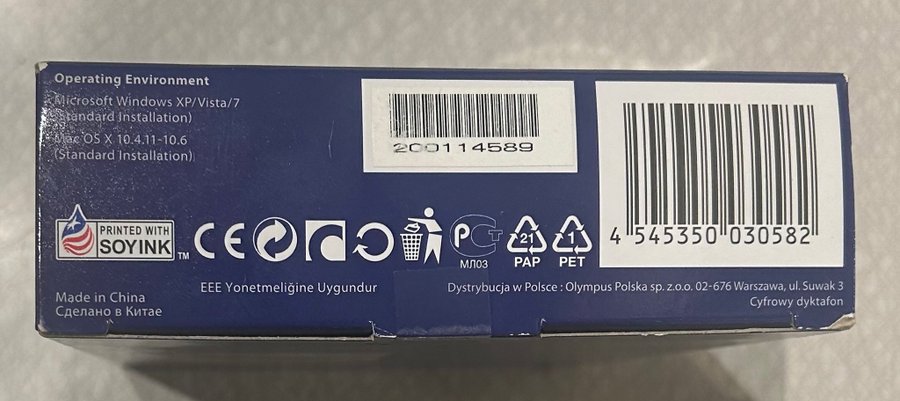 Operating Environment
Microsoft Windows XP/Vista/7
(Standard Installation)
Mac OS X 10.4.11-10.6
(Standard Installation)
200114589
4 545350 030582
PRINTED WITH
SOYINK
TM
CE
РСТ
МЛ03
21
PAP
1
PET
EEE Yonetmeliğine Uygundur
Dystrybucja w Polsce : Olympus Polska sp. z.o.o. 02-676 Warszawa, ul. Suwak 3
Cyfrowy dyktafon
Made in China
Сделано в Китае